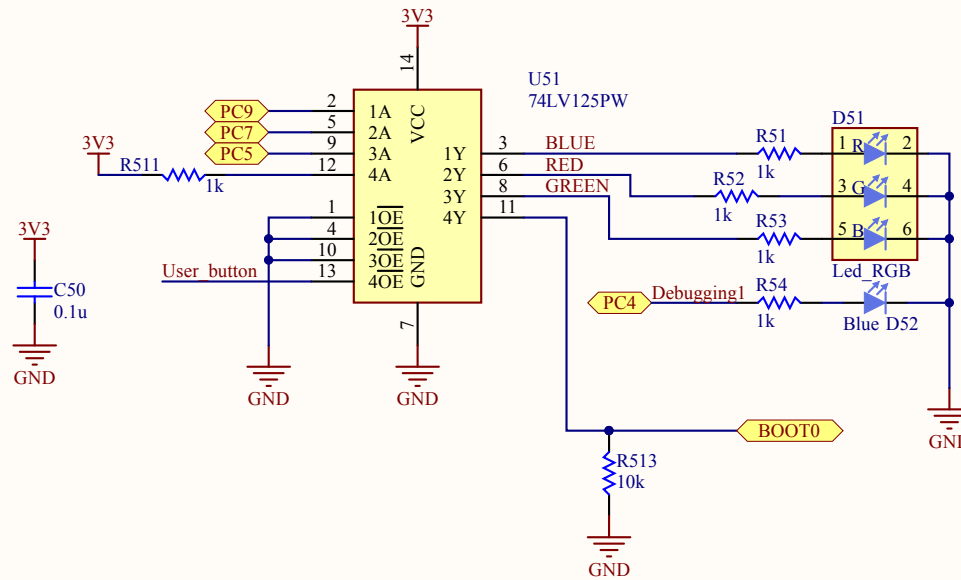 3V3
14
U51
74LV125PW
VCC
PC9 2 1A
PC7 5 2A
PC5 9 3A
3V3 R511 1k 12 4A
1 1OE
4 2OE
10 3OE
User_button 13 4OE
GND
7
1Y 3 BLUE
2Y 6 RED
3Y 8 GREEN
4Y 11
R51
1k
R52
1k
R53
1k
D51
1 R 2
3 G 4
5 B 6
Led_RGB
PC4 Debugging1 R54
1k
Blue D52
3V3
C50
0.1u
GND
GND
GND
GND
BOOT0
R513
10k
GND